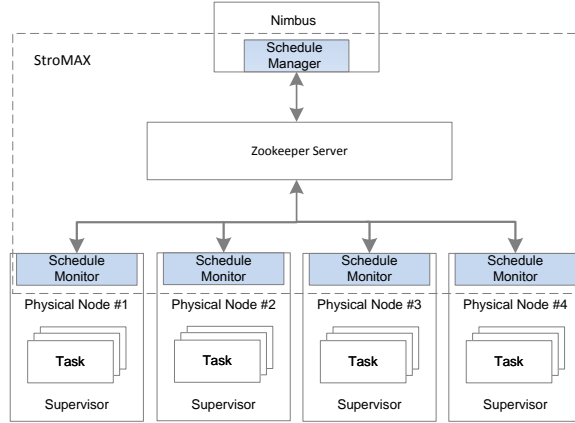 Nimbus
StroMAX
Schedule
Manager
Zookeeper Server
Schedule
Monitor
Schedule
Monitor
Schedule
Monitor
Schedule
Monitor
Physical Node #1
Physical Node #2
Physical Node #3
Physical Node #4
Task
Task
Task
Task
Supervisor
Supervisor
Supervisor
Supervisor